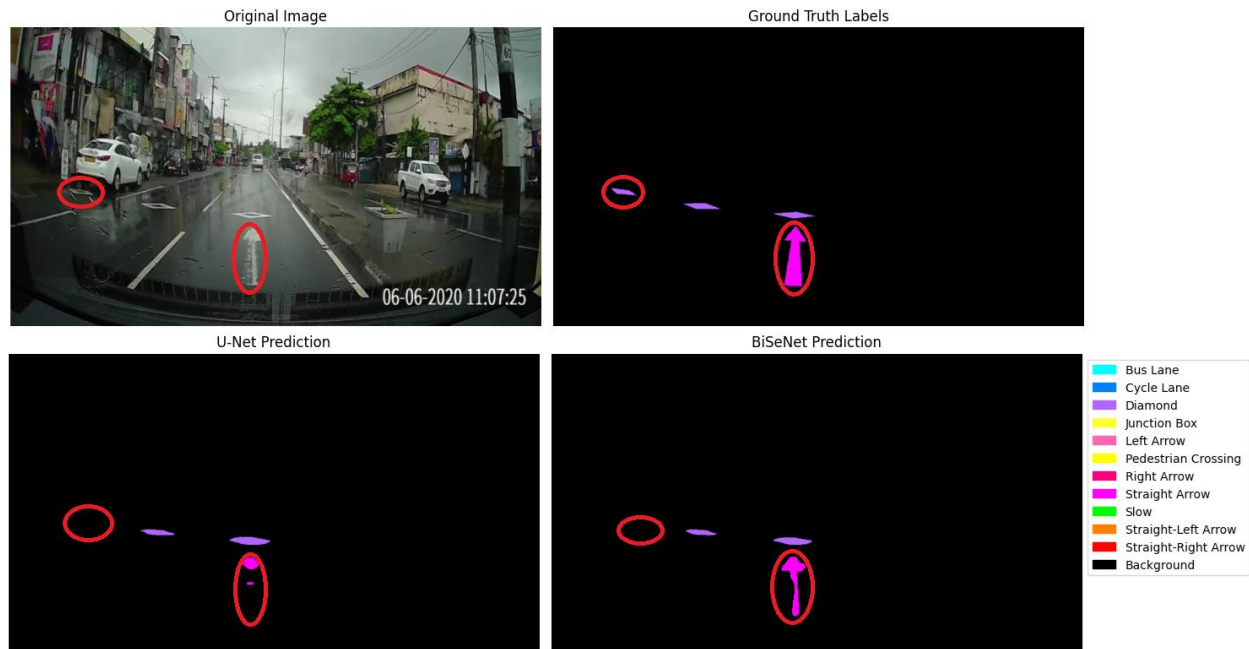 Original Image
Ground Truth Labels
06-06-2020 11:07:25
U-Net Prediction
BiSeNet Prediction
Bus Lane
Cycle Lane
Diamond
Junction Box
Left Arrow
Pedestrian Crossing
Right Arrow
Straight Arrow
Slow
Straight-Left Arrow
Straight-Right Arrow
Background